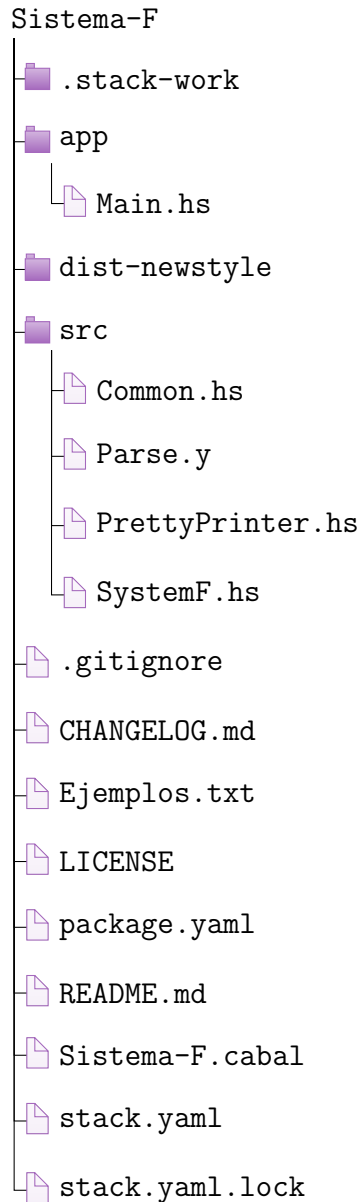 Sistema-F
.stack-work
app
Main.hs
dist-newstyle
src
Common.hs
Parse.y
PrettyPrinter.hs
SystemF.hs
.gitignore
CHANGELOG.md
Ejemplos.txt
LICENSE
package.yaml
README.md
Sistema-F.cabal
stack.yaml
stack.yaml.lock